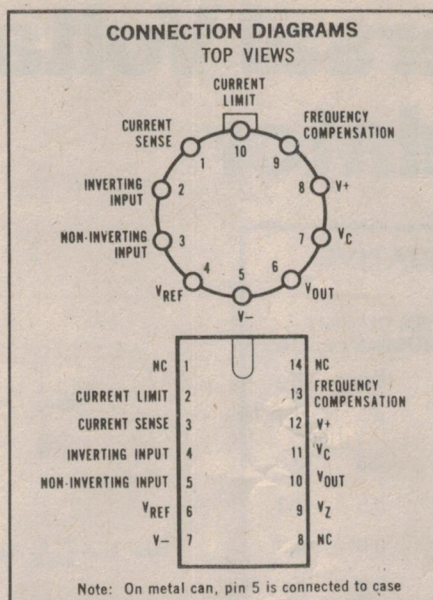 CONNECTION DIAGRAMS
TOP VIEWS
CURRENT
LIMIT
CURRENT
SENSE
FREQUENCY
COMPENSATION
10
1
9
INVERTING
INPUT
2
8 V+
NON-INVERTING
INPUT
3
7 VC
VREF
4
5
6
VOUT
V−
NC 1
14 NC
CURRENT LIMIT 2
13 FREQUENCY
COMPENSATION
CURRENT SENSE 3
12 V+
INVERTING INPUT 4
11 VC
NON-INVERTING INPUT 5
10 VOUT
VREF 6
9 VZ
V− 7
8 NC
Note: On metal can, pin 5 is connected to case